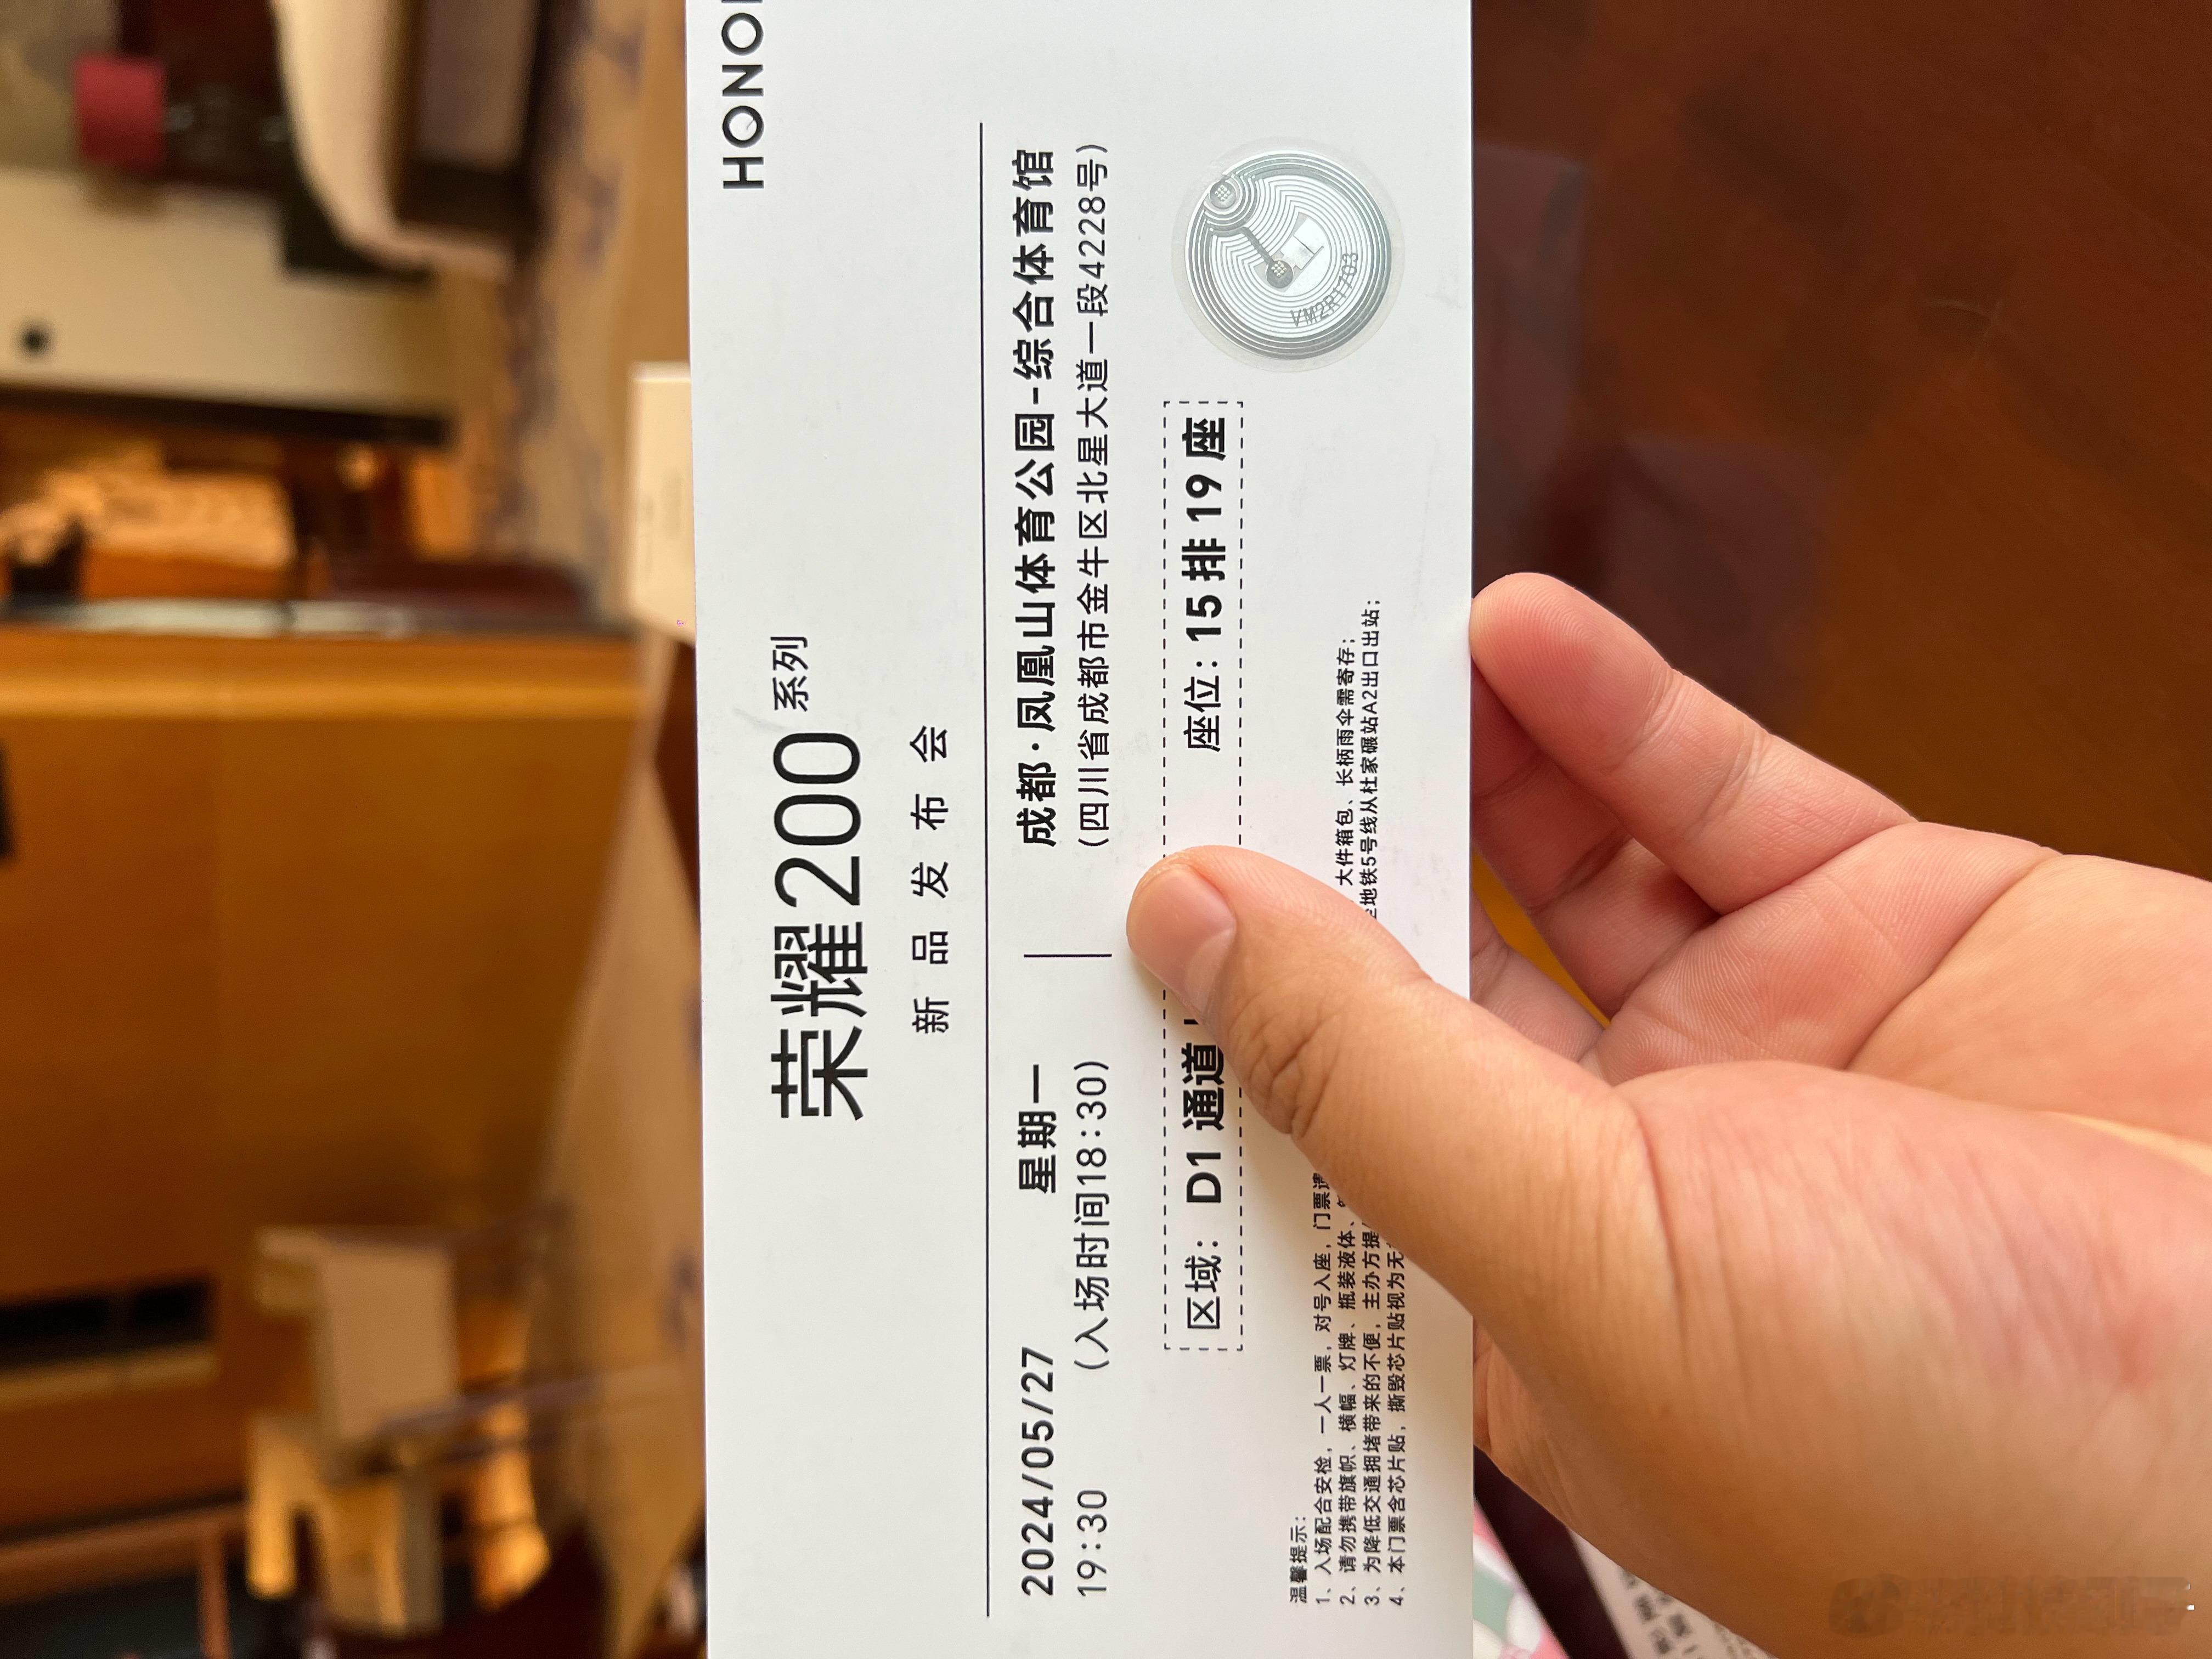 HONO
荣耀200系列
新品发布会
2024/05/27 星期一
19:30 (入场时间18:30)
成都·凤凰山体育公园-综合体育馆
(四川省成都市金牛区北星大道一段4228号)
区域: D1 通道 座位: 15 排 19 座
VM2R1703
温馨提示:
1、入场配合安检,一人一票,对号入座,门票遗
2、请勿携带旗帜、横幅、灯牌、瓶装液体、 、大件箱包、长柄雨伞需寄存;
3、为降低交通拥堵带来的不便,主办方提 地铁5号线从杜家碾站A2出口出站;
4、本门票含芯片贴,撕毁芯片贴视为无